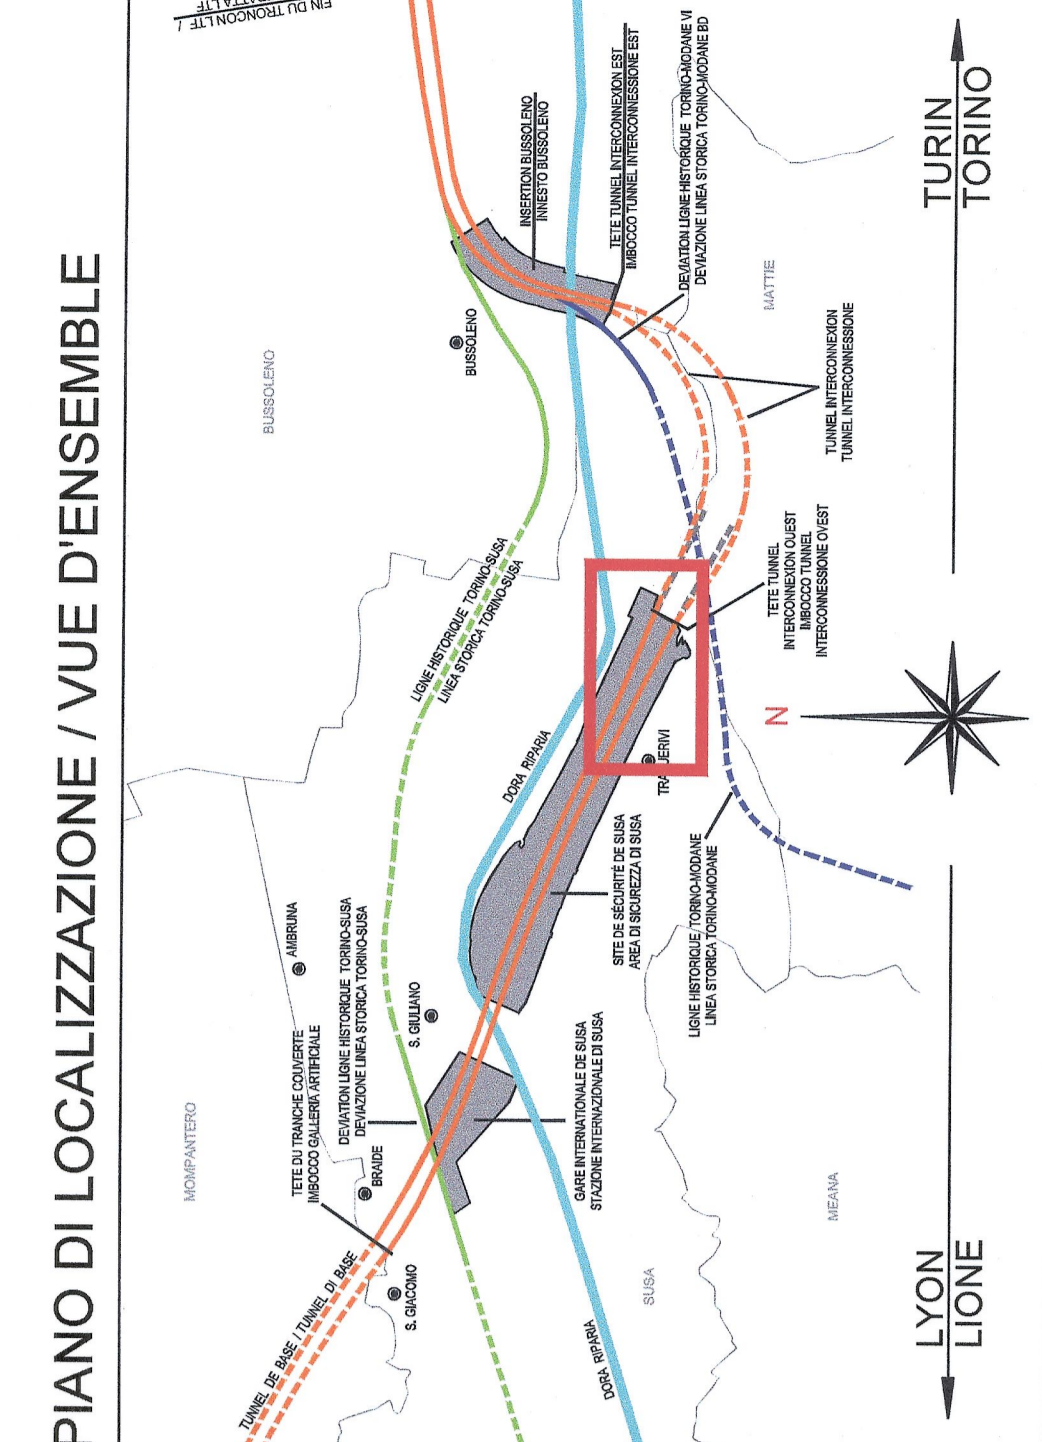 PIANO DI LOCALIZZAZIONE / VUE D'ENSEMBLE
FIN DU TRONCON LTF /
MOMPANTERO
BUSSOLENO
TUNNEL DE BASE / TUNNEL DI BASE
TETE DU TRANCHE COUVERTE
IMBOCCO GALLERIA ARTIFICIALE
AMBRUNA
DEVIATION LIGNE HISTORIQUE TORINO-SUSA
DEVIAZIONE LINEA STORICA TORINO-SUSA
BRAIDE
S. GIACOMO
S. GIULIANO
LIGNE HISTORIQUE TORINO-SUSA
LINEA STORICA TORINO-SUSA
BUSSOLENO
INSERTION BUSSOLENO
INNESTO BUSSOLENO
DORA RIPARIA
GARE INTERNATIONALE DE SUSA
STAZIONE INTERNAZIONALE DI SUSA
DORA RIPARIA
SITE DE SÉCURITÉ DE SUSA
AREA DI SICUREZZA DI SUSA
TETE TUNNEL INTERCONNEXION EST
IMBOCCO TUNNEL INTERCONNESSIONE EST
SUSA
LIGNE HISTORIQUE TORINO-MODANE
LINEA STORICA TORINO-MODANE
DEVIATION LIGNE HISTORIQUE TORINO-MODANE VI
DEVIAZIONE LINEA STORICA TORINO-MODANE BD
MATTIE
N
TETE TUNNEL
INTERCONNEXION OUEST
IMBOCCO TUNNEL
INTERCONNESSIONE OVEST
TUNNEL INTERCONNEXION
TUNNEL INTERCONNESSIONE
MEANA
LYON
LIONE
TURIN
TORINO